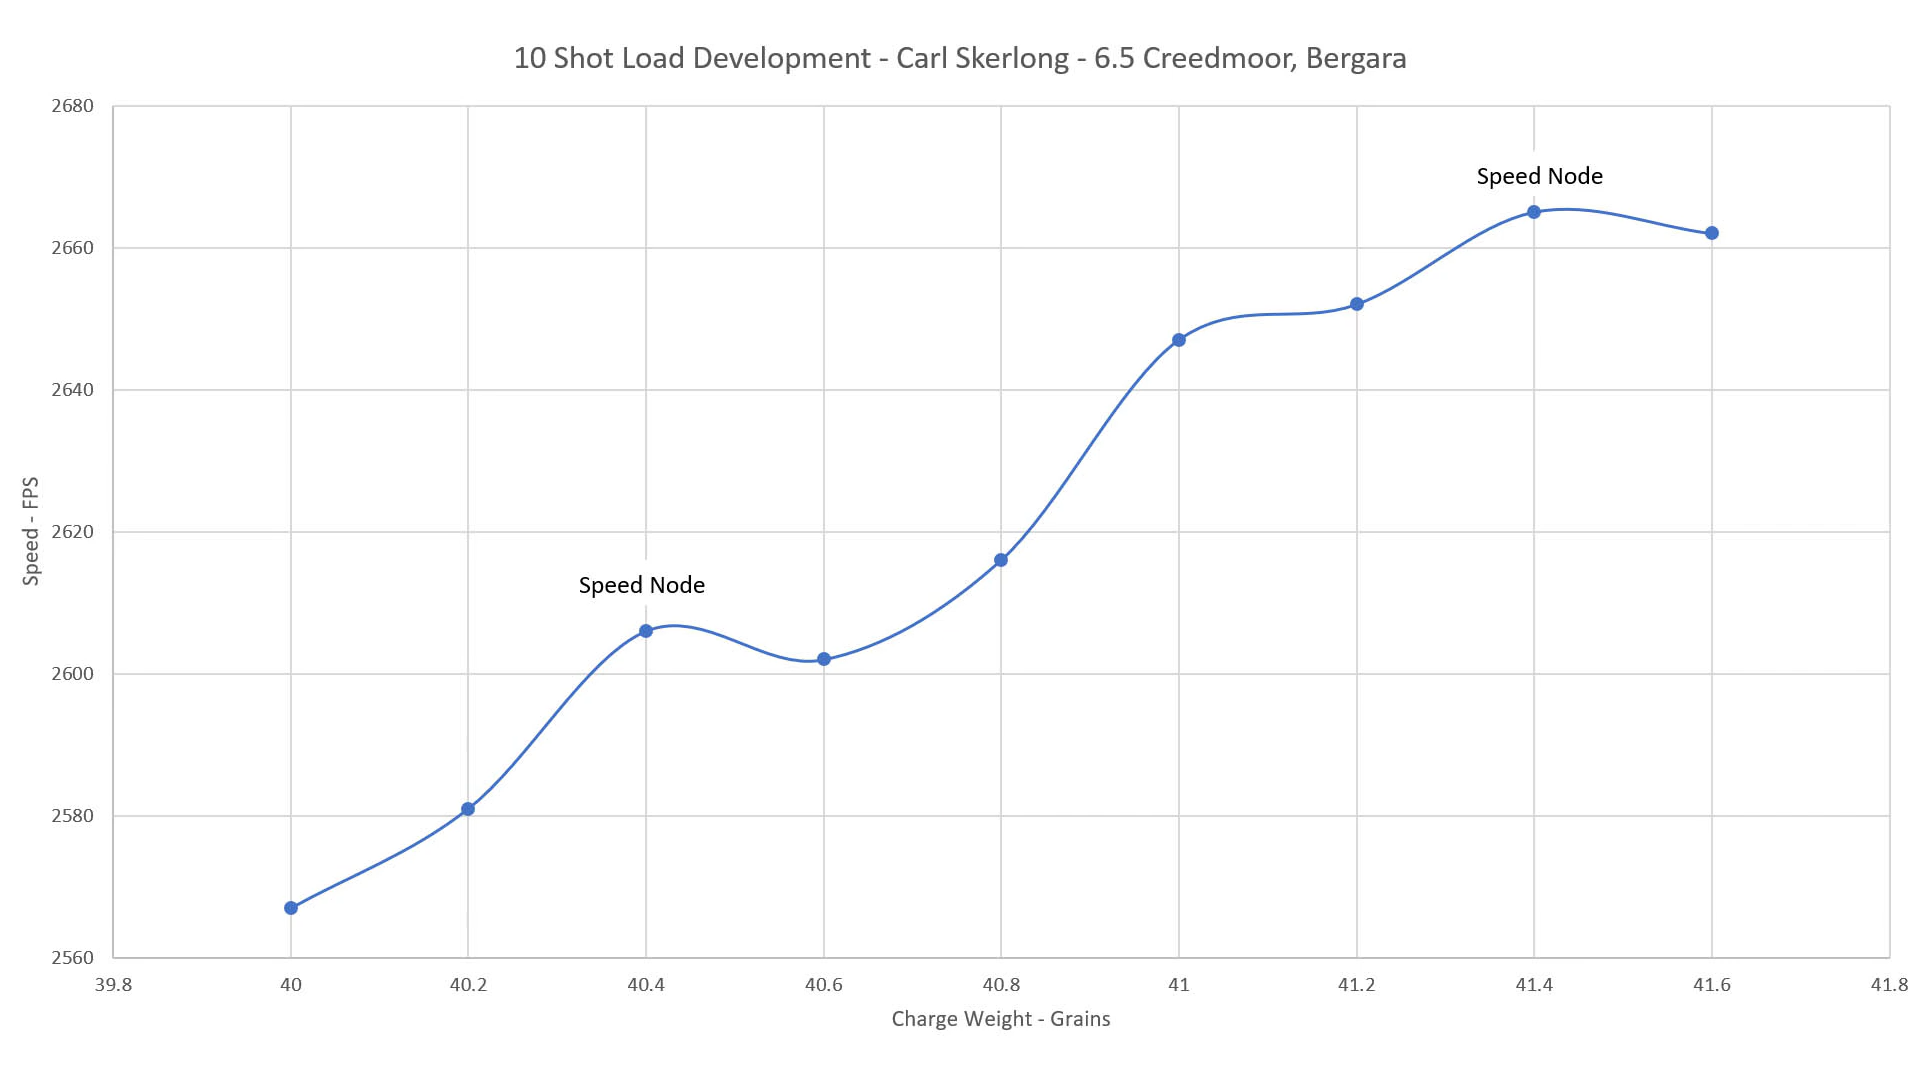 10 Shot Load Development - Carl Skerlong - 6.5 Creedmoor, Bergara
2680
2660
2640
2620
2600
2580
2560
Speed - FPS
Speed Node
Speed Node
39.8 40 40.2 40.4 40.6 40.8 41 41.2 41.4 41.6 41.8
Charge Weight - Grains